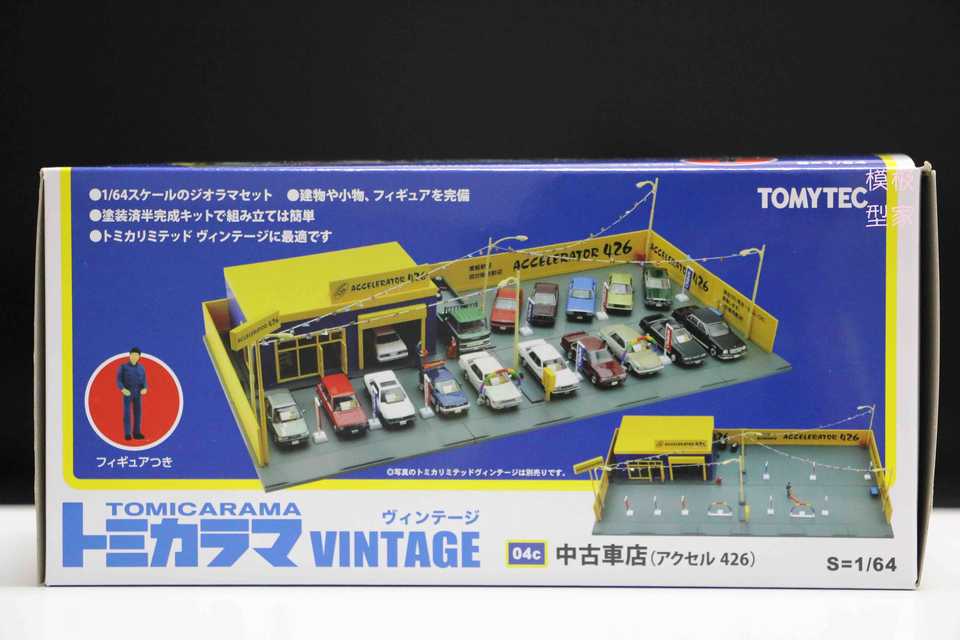 ●1/64スケールのジオラマセット ●建物や小物、フィギュアを完備
●塗装済半完成キットで組み立ては簡単
●トミカリミテッド ヴィンテージに最適です
TOMYTEC
模板
型家
ACCELERATOR 426
ACCELERATOR 426
ACCELERATOR 426
ACCELERATOR 426
フィギュアつき
◎写真のトミカリミテッドヴィンテージは別売りです。
ACCELERATOR 426
TOMICARAMA
トミカラマ
ヴィンテージ
VINTAGE
04c 中古車店(アクセル 426)
S=1/64